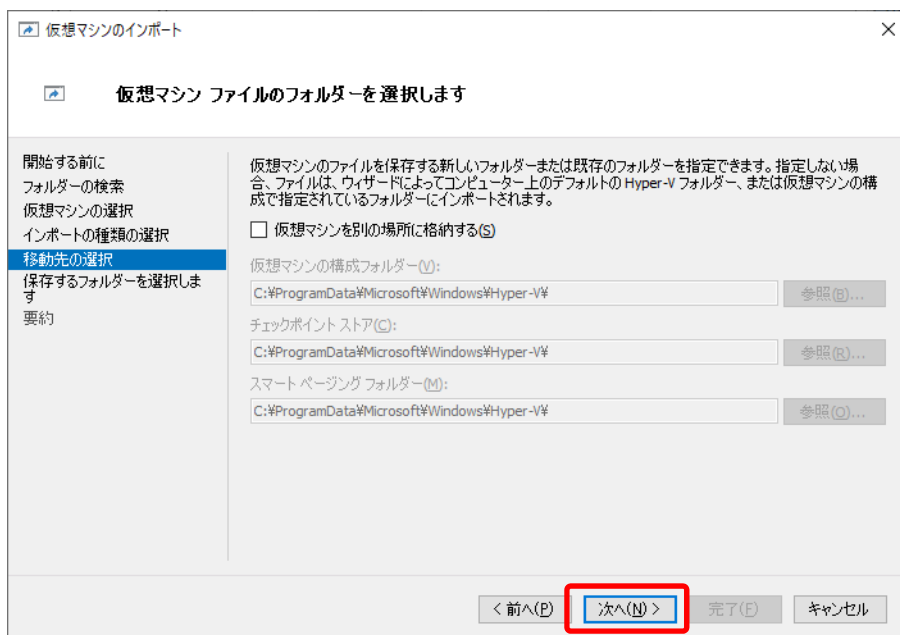 仮想マシンのインポート
仮想マシン ファイルのフォルダーを選択します
開始する前に
フォルダーの検索
仮想マシンの選択
インポートの種類の選択
移動先の選択
保存するフォルダーを選択しま
す
要約
仮想マシンのファイルを保存する新しいフォルダーまたは既存のフォルダーを指定できます。指定しない場
合、ファイルは、ウィザードによってコンピューター上のデフォルトの Hyper-V フォルダー、または仮想マシンの構
成で指定されているフォルダーにインポートされます。
仮想マシンを別の場所に格納する(S)
仮想マシンの構成フォルダー(V):
C:¥ProgramData¥Microsoft¥Windows¥Hyper-V¥
参照(B)...
チェックポイント ストア(C):
C:¥ProgramData¥Microsoft¥Windows¥Hyper-V¥
参照(R)...
スマート ページング フォルダー(M):
C:¥ProgramData¥Microsoft¥Windows¥Hyper-V¥
参照(O)...
< 前へ(P)
次へ(N) >
完了(F)
キャンセル